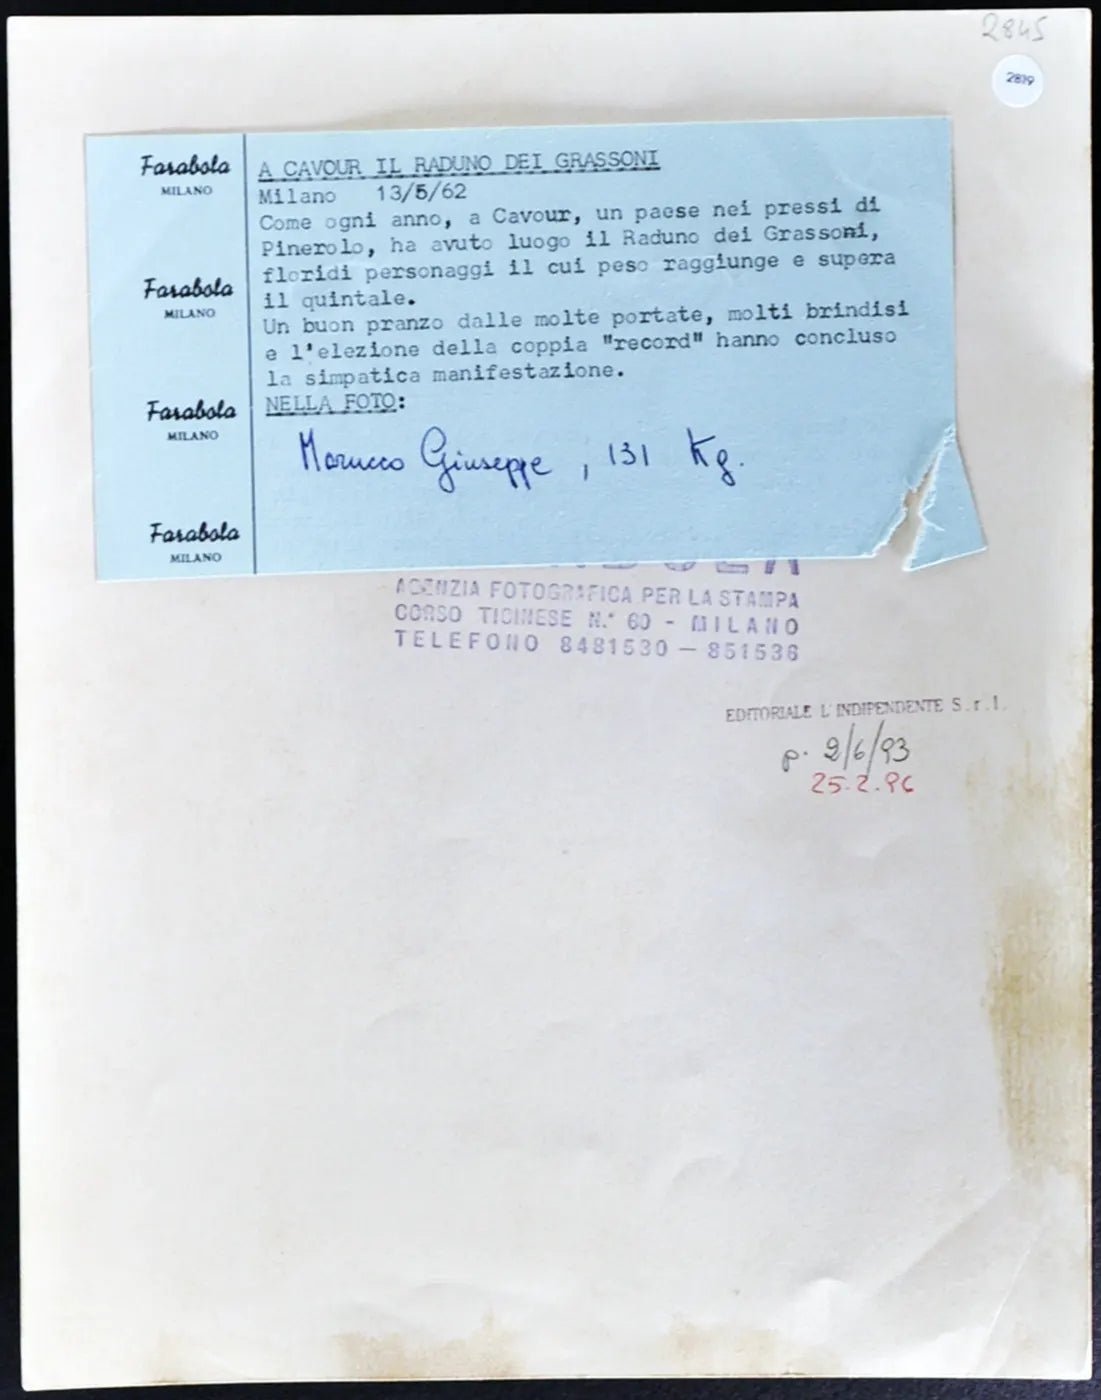 2845
2819
Farabola
MILANO
Farabola
MILANO
Farabola
MILANO
Farabola
MILANO
A CAVOUR IL RADUNO DEI GRASSONI
Milano 13/5/62
Come ogni anno, a Cavour, un paese nei pressi di
Pinerolo, ha avuto luogo il Raduno dei Grassoni,
floridi personaggi il cui peso raggiunge e supera
il quintale.
Un buon pranzo dalle molte portate, molti brindisi
e l'elezione della coppia "record" hanno concluso
la simpatica manifestazione.
NELLA FOTO:
Morucco Giuseppe, 131 Kg.
AGENZIA FOTOGRAFICA PER LA STAMPA
CORSO TICINESE N.° 60 - MILANO
TELEFONO 8481530 - 851536
EDITORIALE L'INDIPENDENTE S.r.l.
p. 2/6/93
25.2.96